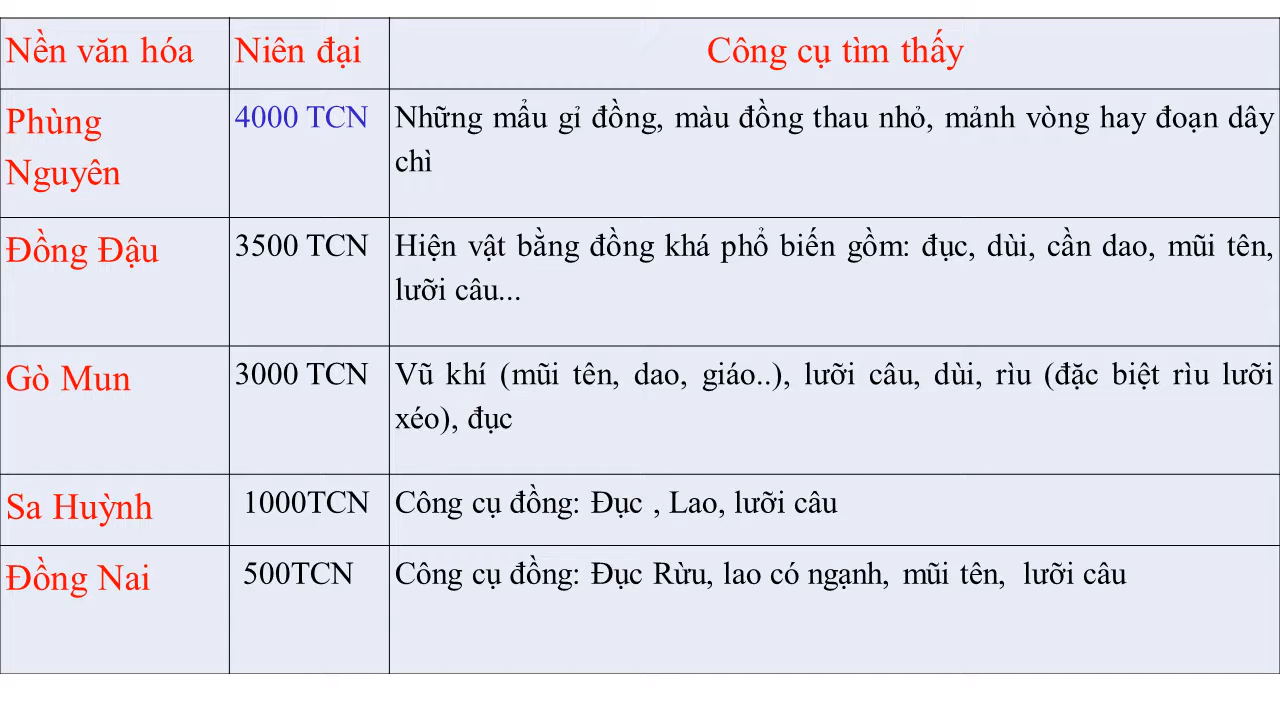 Nền văn hóa Niên đại Công cụ tìm thấy
Phùng Nguyên 4000 TCN Những mẩu gỉ đồng, màu đồng thau nhỏ, mảnh vòng hay đoạn dây
chì
Đồng Đậu 3500 TCN Hiện vật bằng đồng khá phổ biến gồm: đục, dùi, cần dao, mũi tên,
lưỡi câu...
Gò Mun 3000 TCN Vũ khí (mũi tên, dao, giáo..), lưỡi câu, dùi, rìu (đặc biệt rìu lưỡi
xéo), đục
Sa Huỳnh 1000TCN Công cụ đồng: Đục , Lao, lưỡi câu
Đồng Nai 500TCN Công cụ đồng: Đục Rừu, lao có ngạnh, mũi tên, lưỡi câu